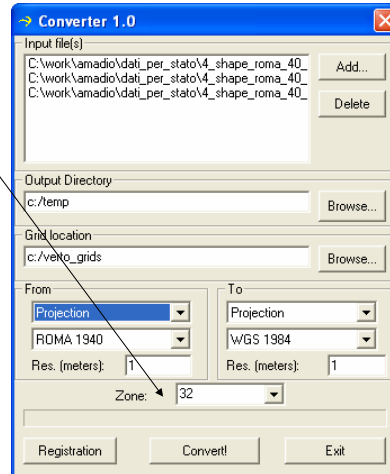 Converter 1.0
Input file(s)
C:\work\amadio\dati_per_stato\4_shape_roma_40_
C:\work\amadio\dati_per_stato\4_shape_roma_40_
C:\work\amadio\dati_per_stato\4_shape_roma_40_
Add...
Delete
Output Directory
c:/temp
Browse...
Grid location
c:/verto_grids
Browse...
From
To
Projection
Projection
ROMA 1940
WGS 1984
Res. (meters): 1
Res. (meters): 1
Zone: 32
Registration
Convert!
Exit